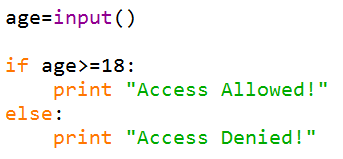 age=input()
if age>=18:
    print "Access Allowed!"
else:
    print "Access Denied!"